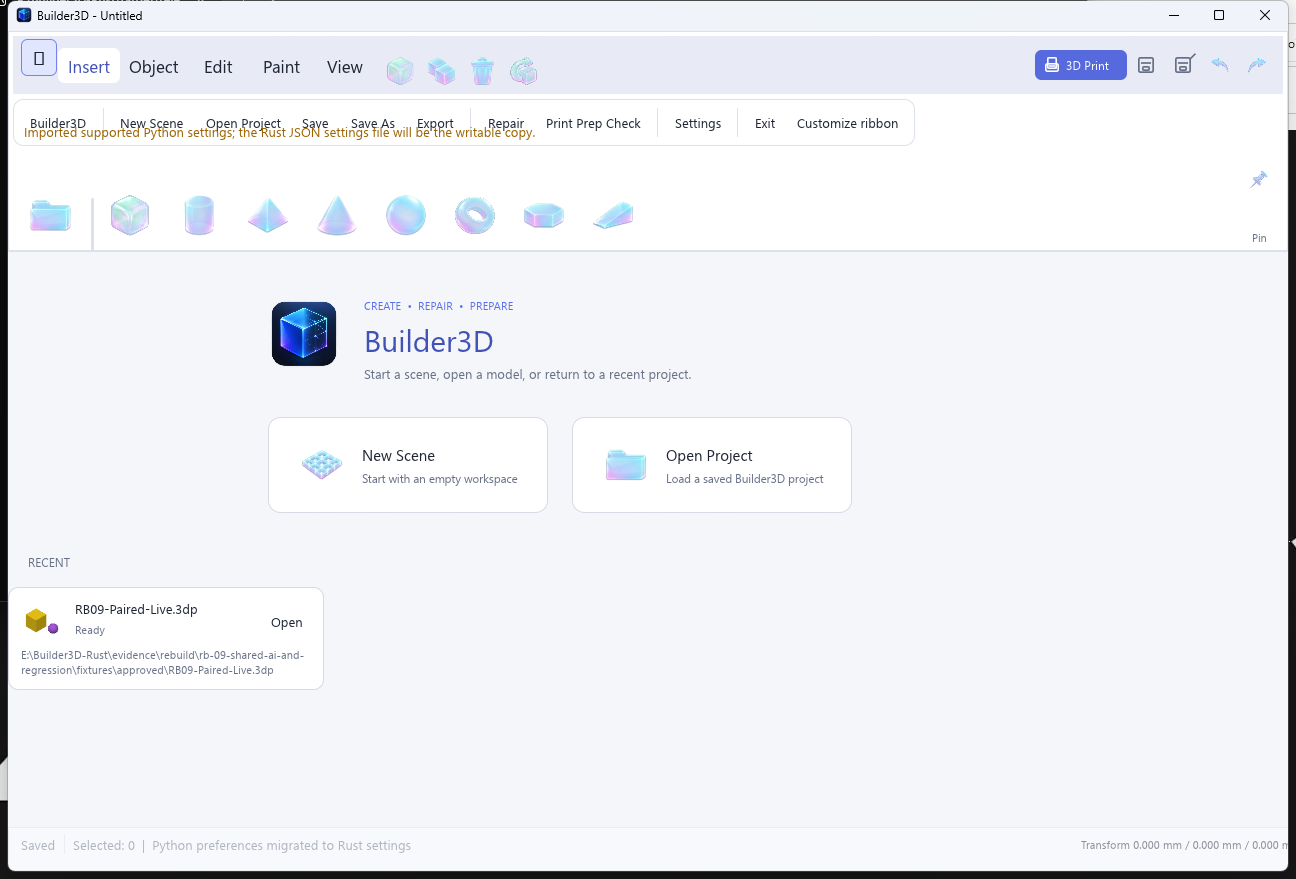 Builder3D - Untitled
Insert Object Edit Paint View 3D Print
Builder3D New Scene Open Project Save Save As Export Repair Print Prep Check Settings Exit Customize ribbon
Imported supported Python settings; the Rust JSON settings file will be the writable copy.
Pin
CREATE • REPAIR • PREPARE
Builder3D
Start a scene, open a model, or return to a recent project.
New Scene
Start with an empty workspace
Open Project
Load a saved Builder3D project
RECENT
RB09-Paired-Live.3dp
Ready
Open
E:\Builder3D-Rust\evidence\rebuild\rb-09-shared-ai-and-
regression\fixtures\approved\RB09-Paired-Live.3dp
Saved Selected: 0 | Python preferences migrated to Rust settings Transform 0.000 mm / 0.000 mm / 0.000 m